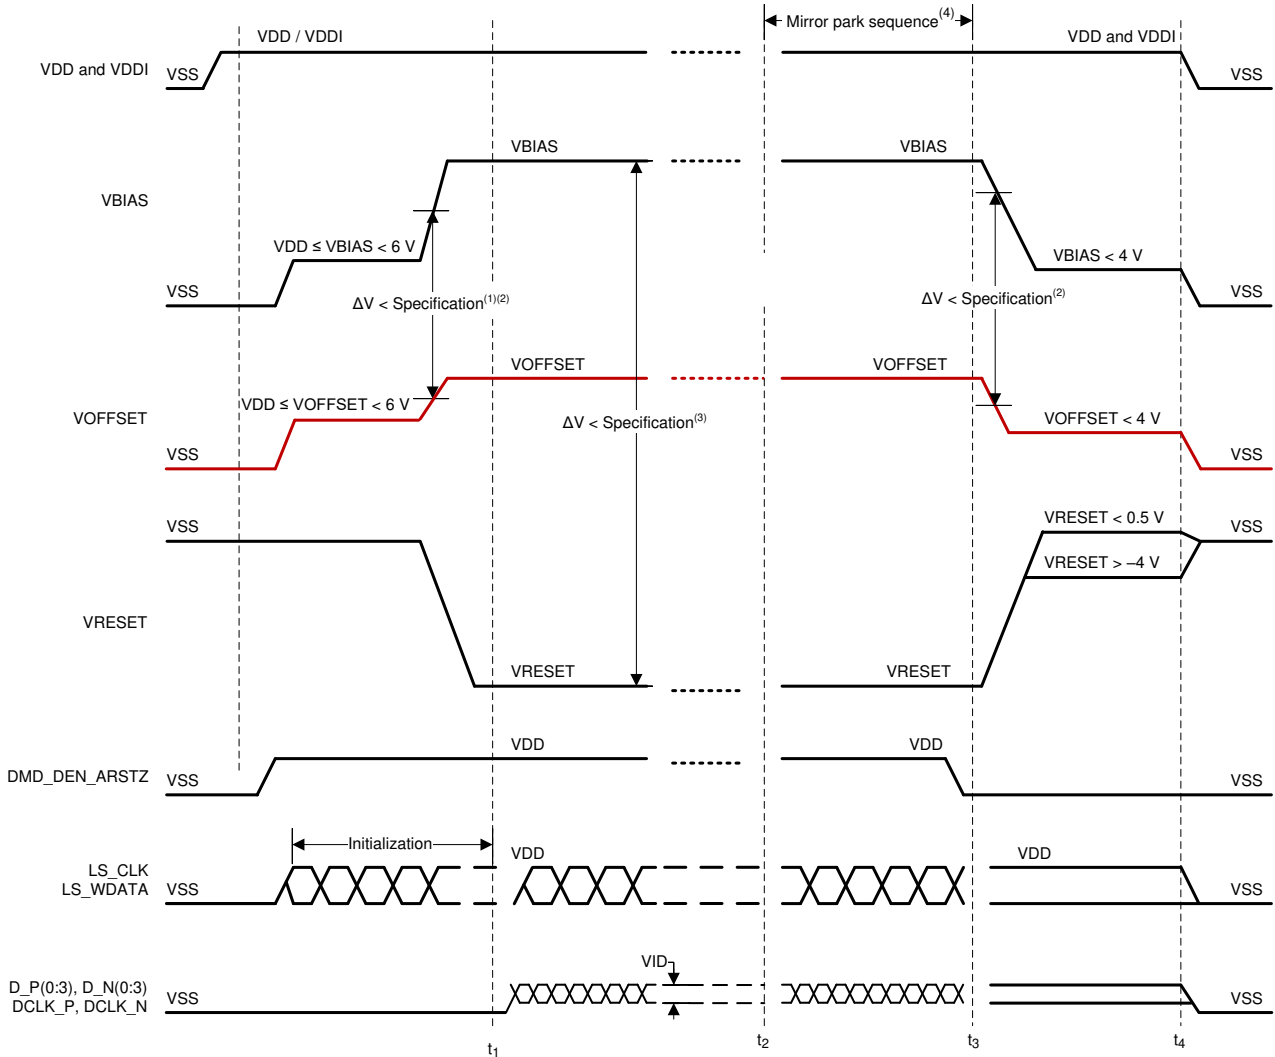 Mirror park sequence(4)
VDD and VDDI
VSS
VDD / VDDI
VDD and VDDI
VSS
VBIAS
VBIAS
VBIAS
VDD ≤ VBIAS < 6 V
VBIAS < 4 V
VSS
ΔV < Specification(1)(2)
ΔV < Specification(2)
VSS
VOFFSET
VOFFSET
VOFFSET
VDD ≤ VOFFSET < 6 V
ΔV < Specification(3)
VOFFSET < 4 V
VSS
VSS
VRESET
VSS
VRESET < 0.5 V
VSS
VRESET > –4 V
VRESET
VRESET
DMD_DEN_ARSTZ
VSS
VDD
VDD
VSS
Initialization
LS_CLK
LS_WDATA
VSS
VDD
VDD
VSS
VID
D_P(0:3), D_N(0:3)
DCLK_P, DCLK_N
VSS
VSS
t1
t2
t3
t4